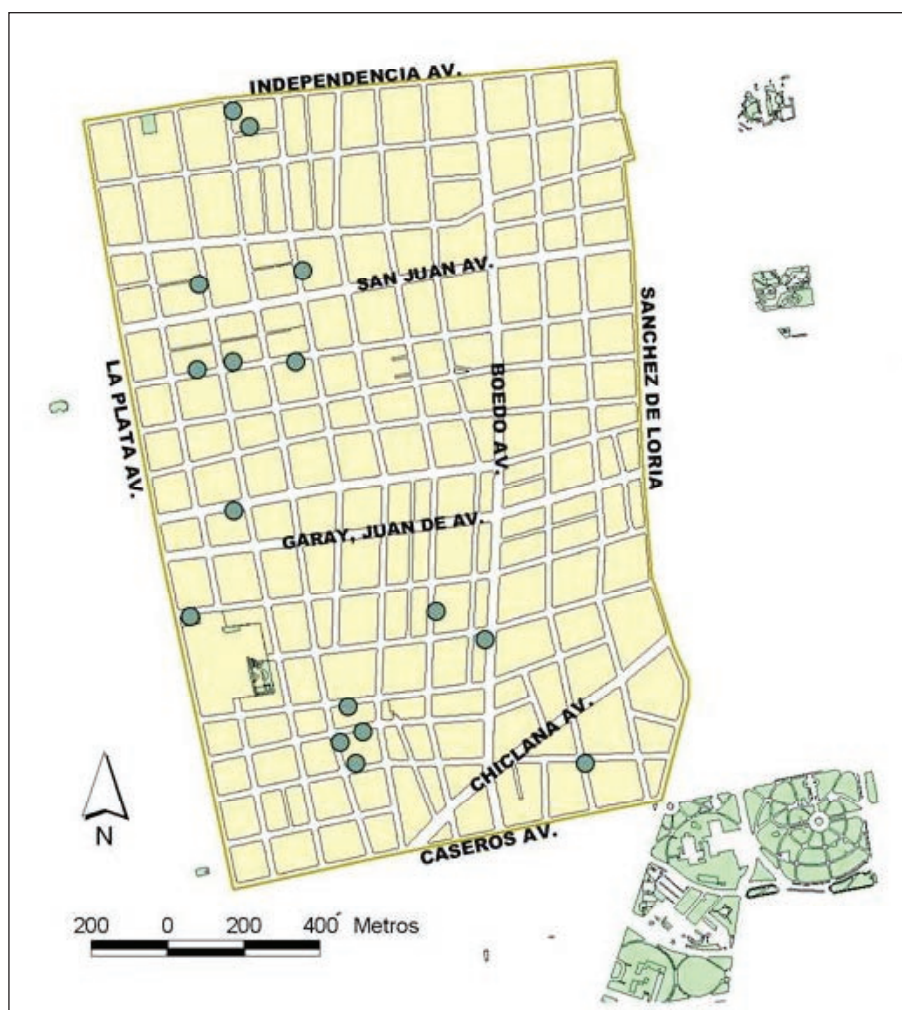 INDEPENDENCIA AV.
SAN JUAN AV.
SANCHEZ DE LORIA
LA PLATA AV.
BOEDO AV.
GARAY, JUAN DE AV.
CHICLANA AV.
N
CASEROS AV.
200 0 200 400 Metros